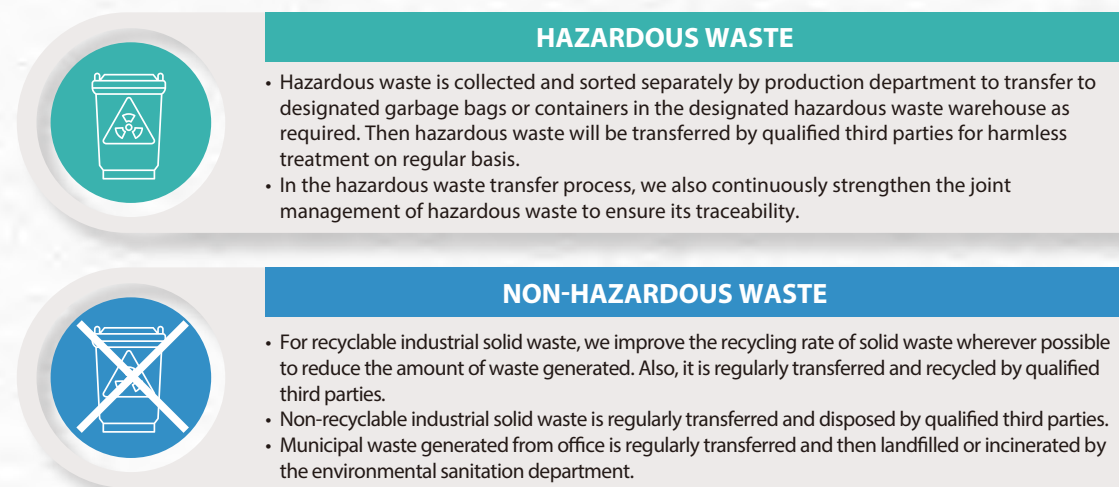 HAZARDOUS WASTE
• Hazardous waste is collected and sorted separately by production department to transfer to
designated garbage bags or containers in the designated hazardous waste warehouse as
required. Then hazardous waste will be transferred by qualified third parties for harmless
treatment on regular basis.
• In the hazardous waste transfer process, we also continuously strengthen the joint
management of hazardous waste to ensure its traceability.
NON-HAZARDOUS WASTE
• For recyclable industrial solid waste, we improve the recycling rate of solid waste wherever possible
to reduce the amount of waste generated. Also, it is regularly transferred and recycled by qualified
third parties.
• Non-recyclable industrial solid waste is regularly transferred and disposed by qualified third parties.
• Municipal waste generated from office is regularly transferred and then landfilled or incinerated by
the environmental sanitation department.